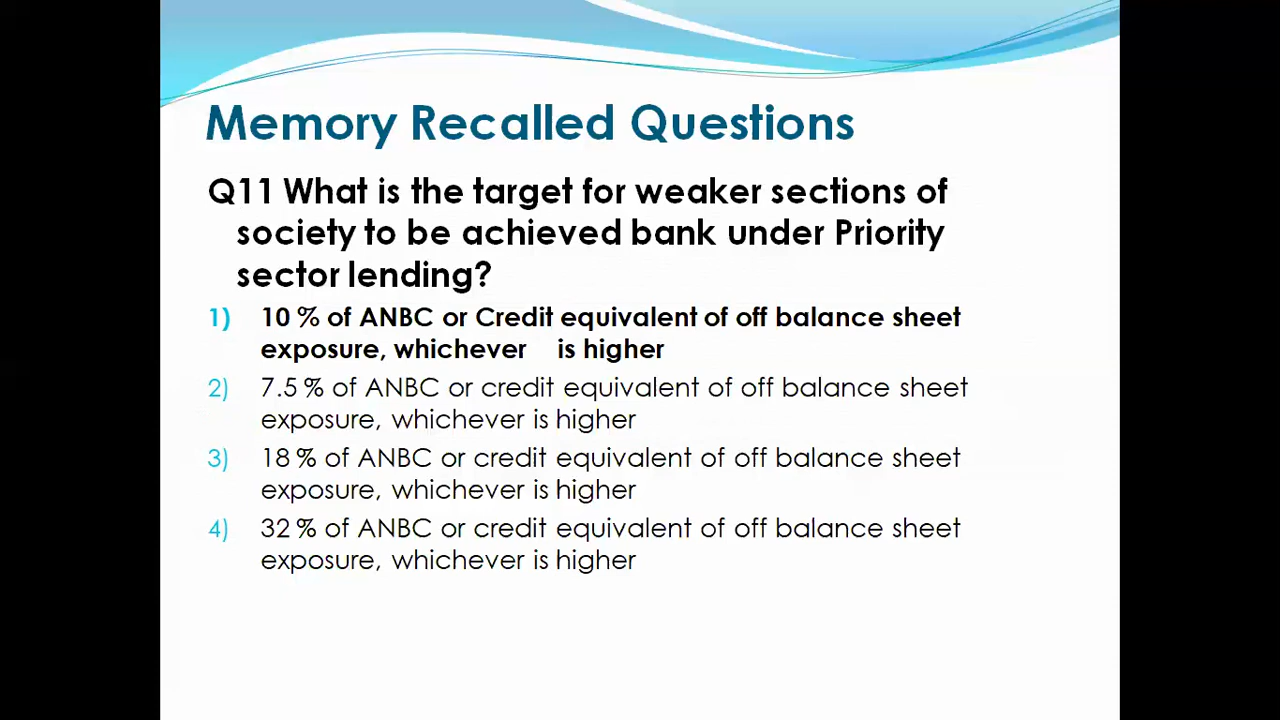 Memory Recalled Questions
Q11 What is the target for weaker sections of
society to be achieved bank under Priority
sector lending?
1) 10 % of ANBC or Credit equivalent of off balance sheet
exposure, whichever is higher
2) 7.5 % of ANBC or credit equivalent of off balance sheet
exposure, whichever is higher
3) 18 % of ANBC or credit equivalent of off balance sheet
exposure, whichever is higher
4) 32 % of ANBC or credit equivalent of off balance sheet
exposure, whichever is higher